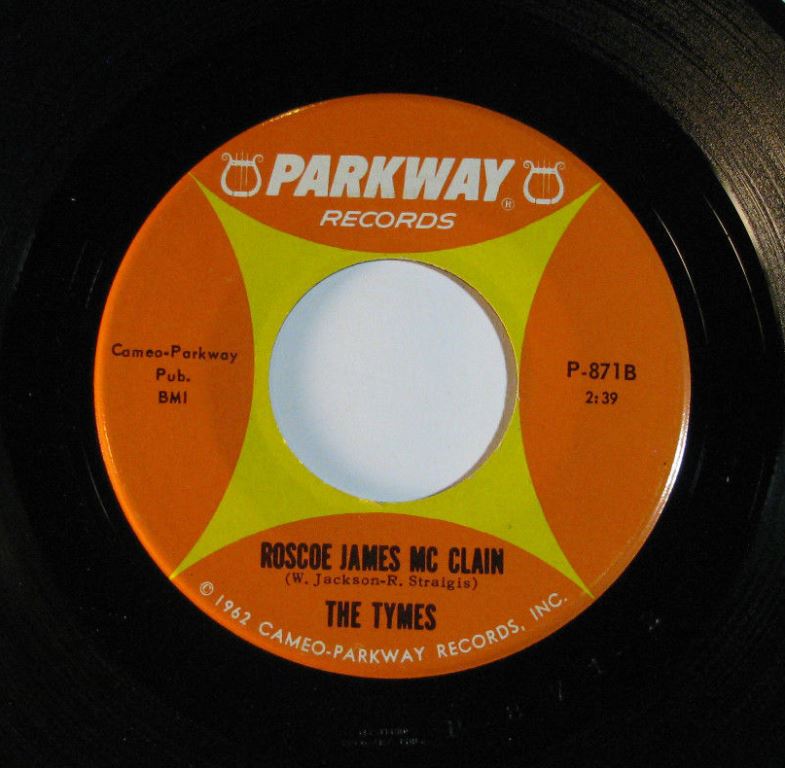 PARKWAY®
RECORDS
Cameo-Parkway
Pub.
BMI
P-871B
2:39
ROSCOE JAMES MC CLAIN
(W. Jackson-R. Straigis)
THE TYMES
© 1962 CAMEO-PARKWAY RECORDS, INC.